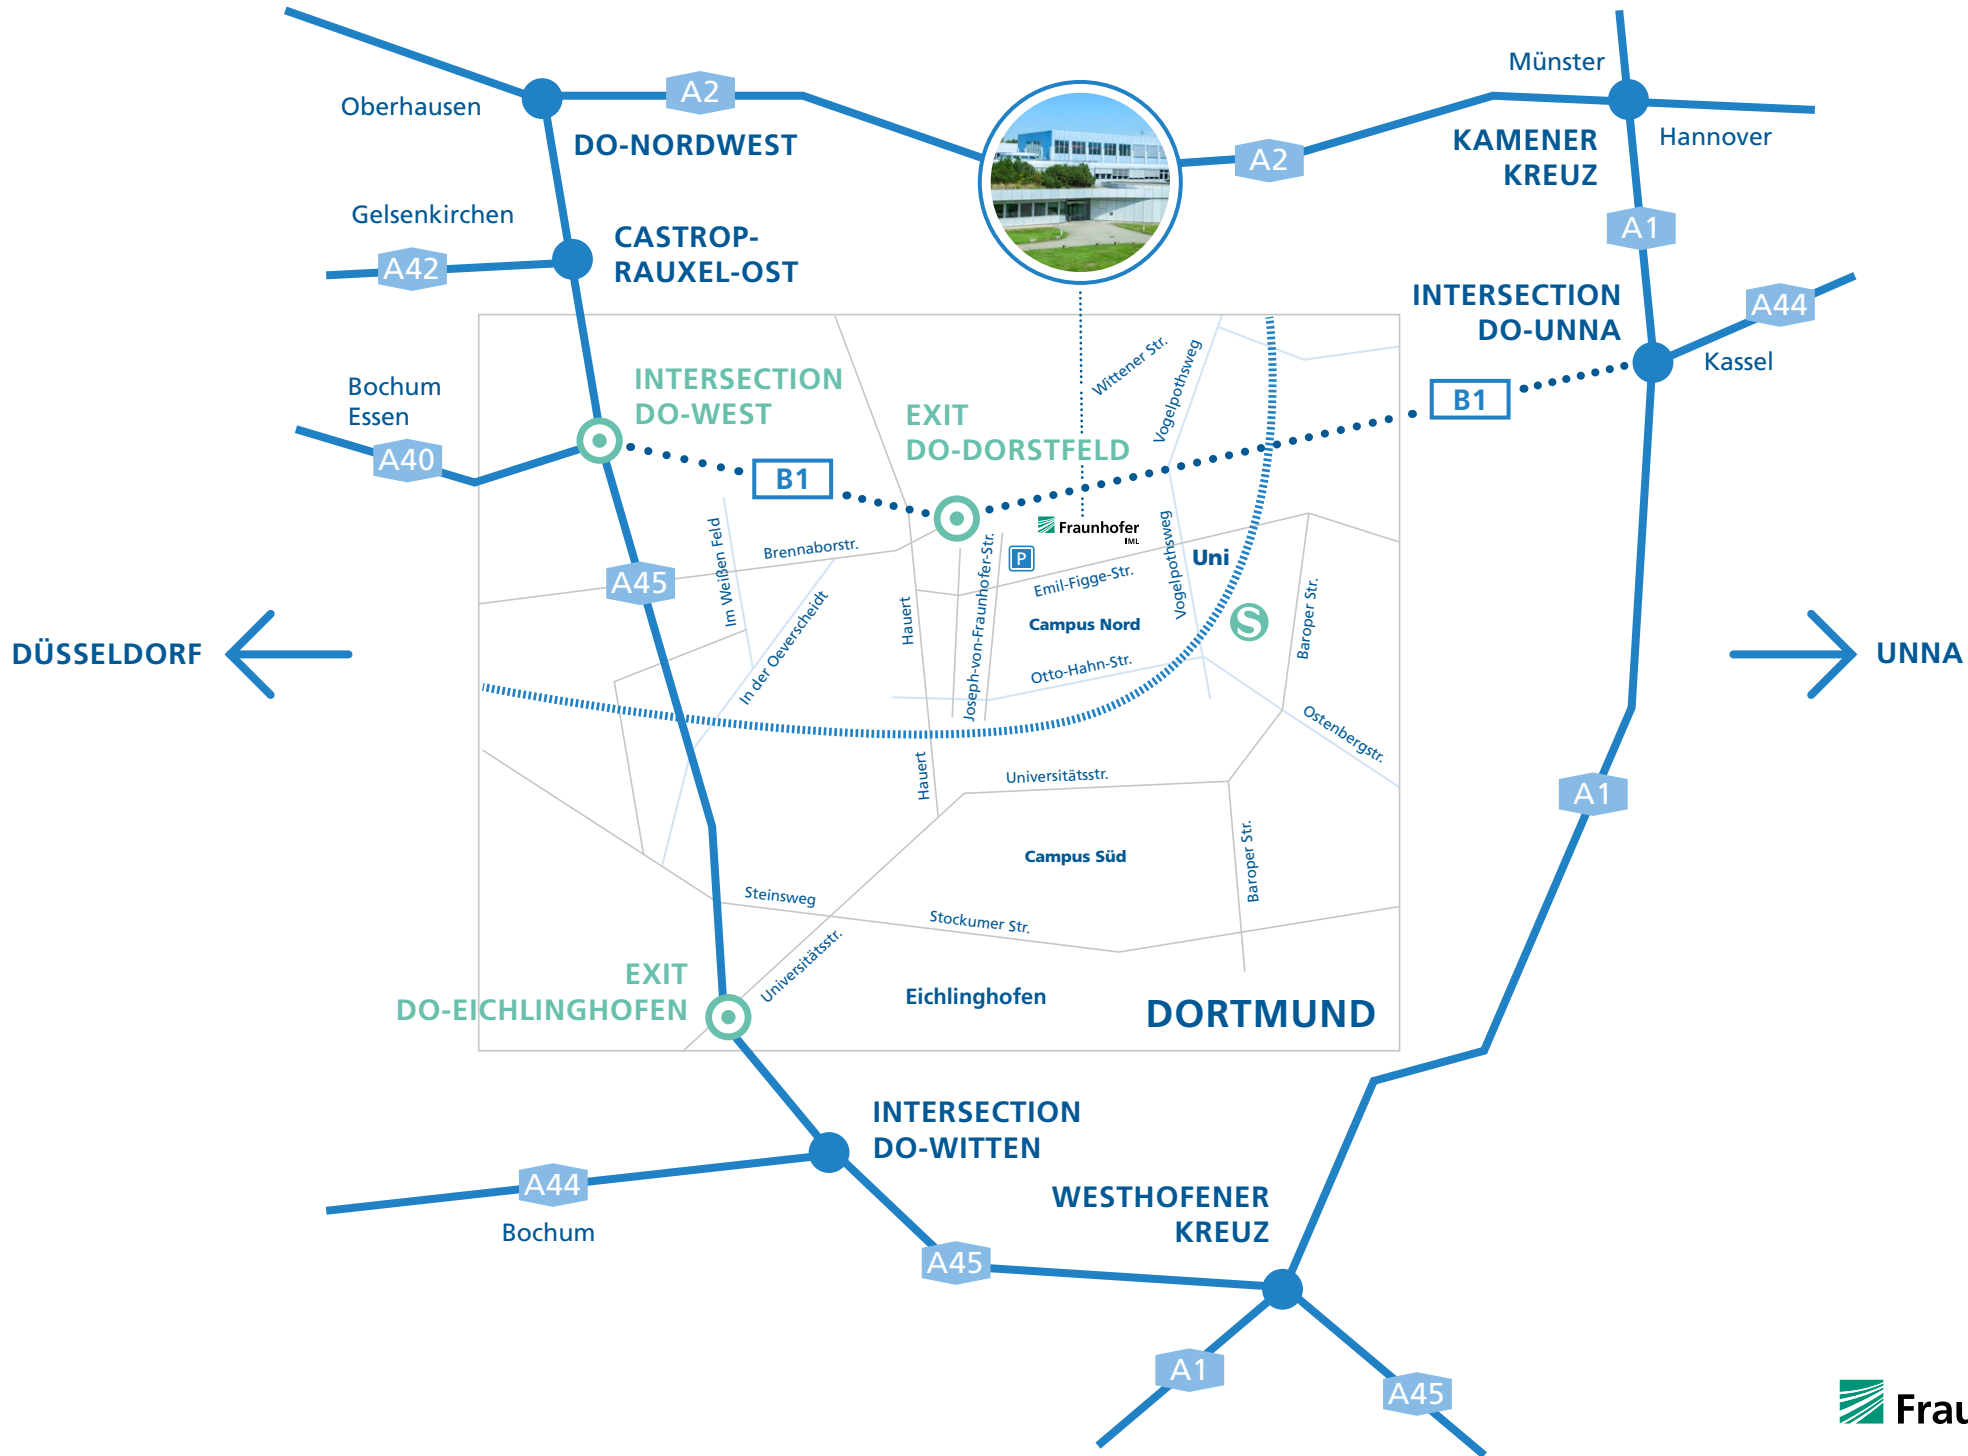 Münster
Oberhausen
A2
DO-NORDWEST
A2
KAMENER
KREUZ
Hannover
Gelsenkirchen
A42
CASTROP-
RAUXEL-OST
A1
INTERSECTION
DO-UNNA
A44
Kassel
Bochum
Essen
A40
INTERSECTION
DO-WEST
B1
EXIT
DO-DORSTFELD
Wittener Str.
Vogelpothsweg
B1
Fraunhofer
IML
P
Brennaborstr.
Im Weißen Feld
In der Oeverscheidt
A45
Hauert
Joseph-von-Fraunhofer-Str.
Emil-Figge-Str.
Vogelpothsweg
Uni
S
Baroper Str.
Campus Nord
Otto-Hahn-Str.
Ostenbergstr.
DÜSSELDORF
UNNA
Hauert
Universitätsstr.
A1
Campus Süd
Baroper Str.
Steinsweg
Stockumer Str.
Universitätsstr.
EXIT
DO-EICHLINGHOFEN
Eichlinghofen
DORTMUND
INTERSECTION
DO-WITTEN
A44
Bochum
WESTHOFENER
KREUZ
A45
A1
A45
Frau